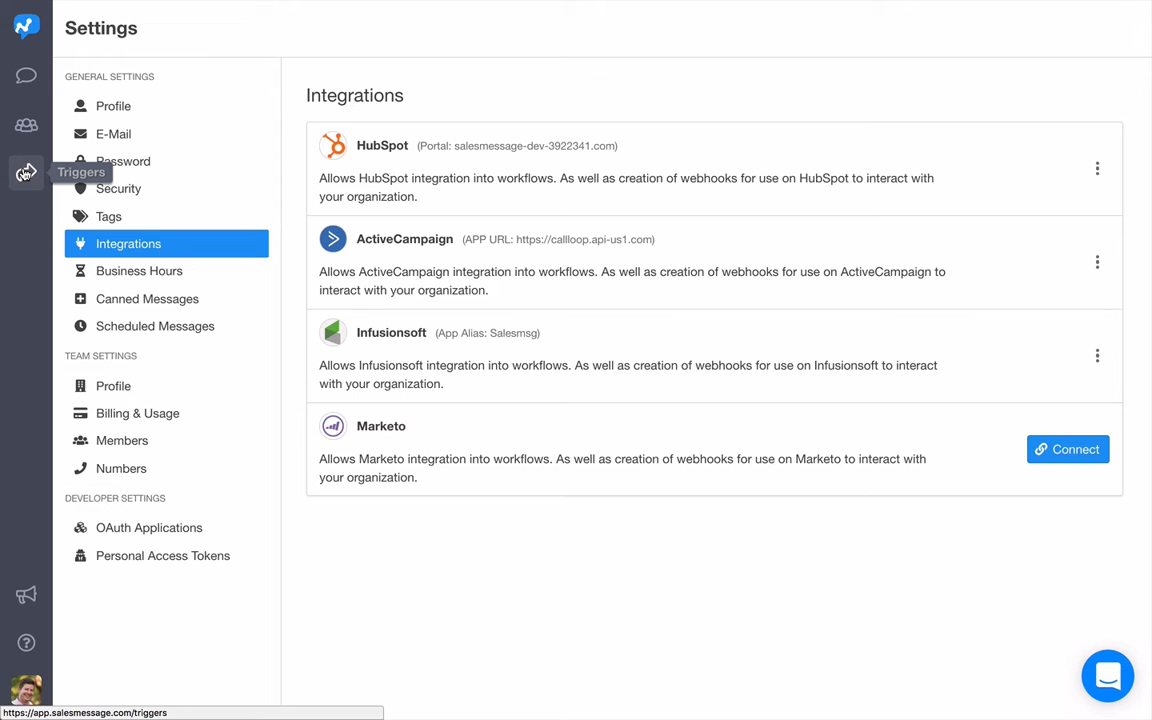 Settings
GENERAL SETTINGS
Profile
E-Mail
Password
Triggers
Security
Tags
Integrations
Business Hours
Canned Messages
Scheduled Messages
TEAM SETTINGS
Profile
Billing & Usage
Members
Numbers
DEVELOPER SETTINGS
OAuth Applications
Personal Access Tokens
Integrations
HubSpot (Portal: salesmessage-dev-3922341.com)
Allows HubSpot integration into workflows. As well as creation of webhooks for use on HubSpot to interact with
your organization.
ActiveCampaign (APP URL: https://callloop.api-us1.com)
Allows ActiveCampaign integration into workflows. As well as creation of webhooks for use on ActiveCampaign to
interact with your organization.
Infusionsoft (App Alias: Salesmsg)
Allows Infusionsoft integration into workflows. As well as creation of webhooks for use on Infusionsoft to interact
with your organization.
Marketo
Allows Marketo integration into workflows. As well as creation of webhooks for use on Marketo to interact with
your organization.
Connect
https://app.salesmessage.com/triggers